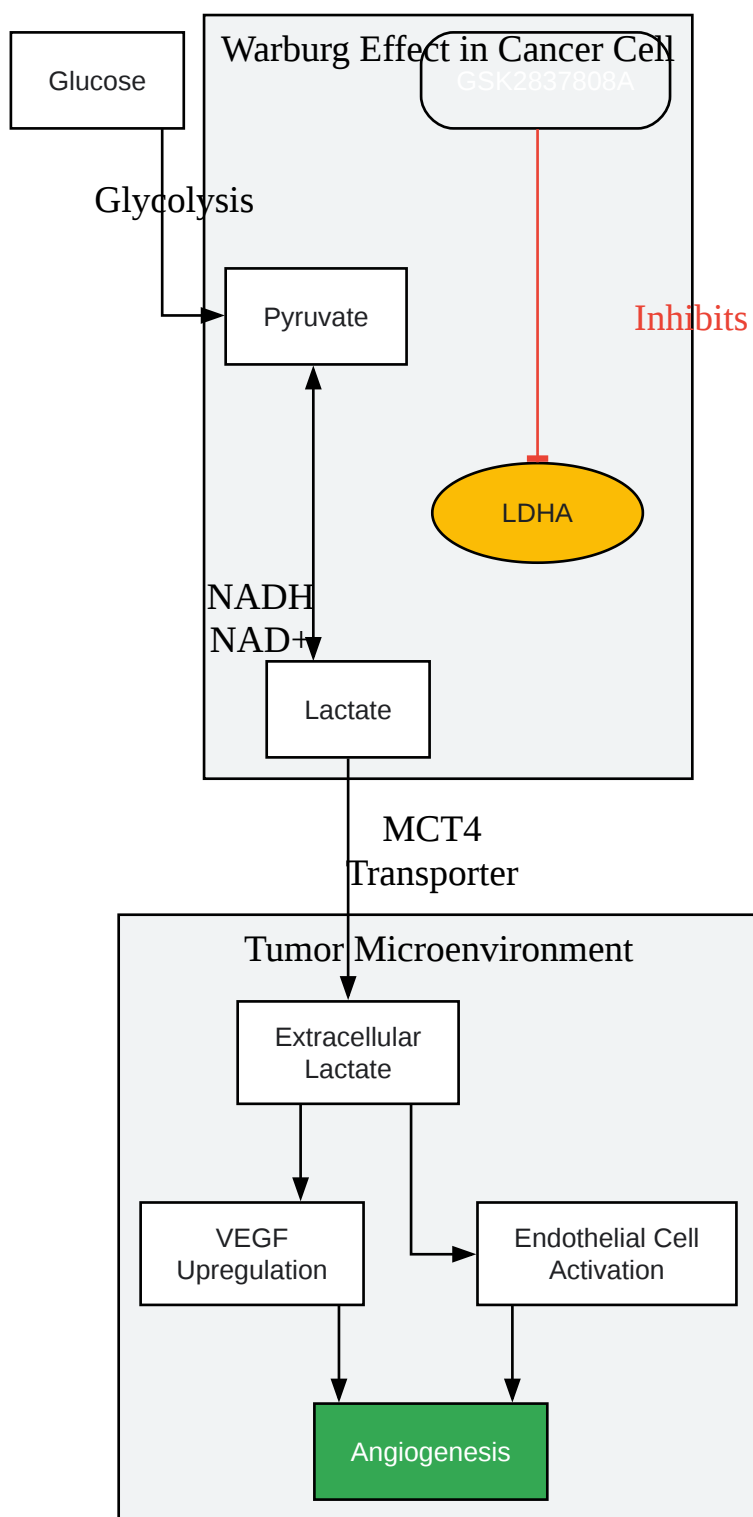 Warburg Effect in Cancer Cell
Glucose
GSK2837808A
Glycolysis
Pyruvate
Inhibits
LDHA
NADH
NAD+
Lactate
MCT4
Transporter
Tumor Microenvironment
Extracellular
Lactate
VEGF
Upregulation
Endothelial Cell
Activation
Angiogenesis